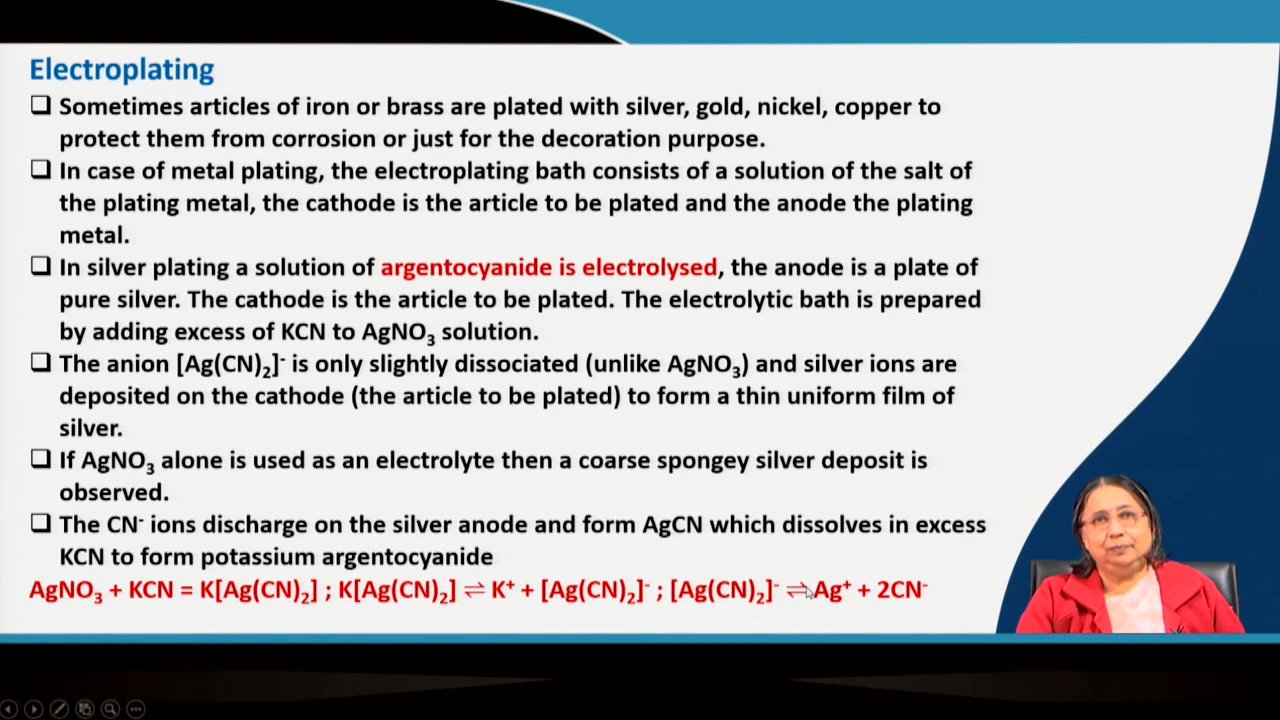 Electroplating
❑ Sometimes articles of iron or brass are plated with silver, gold, nickel, copper to
protect them from corrosion or just for the decoration purpose.
❑ In case of metal plating, the electroplating bath consists of a solution of the salt of
the plating metal, the cathode is the article to be plated and the anode the plating
metal.
❑ In silver plating a solution of argentocyanide is electrolysed, the anode is a plate of
pure silver. The cathode is the article to be plated. The electrolytic bath is prepared
by adding excess of KCN to AgNO₃ solution.
❑ The anion [Ag(CN)₂]⁻ is only slightly dissociated (unlike AgNO₃) and silver ions are
deposited on the cathode (the article to be plated) to form a thin uniform film of
silver.
❑ If AgNO₃ alone is used as an electrolyte then a coarse spongey silver deposit is
observed.
❑ The CN⁻ ions discharge on the silver anode and form AgCN which dissolves in excess
KCN to form potassium argentocyanide
AgNO₃ + KCN = K[Ag(CN)₂] ; K[Ag(CN)₂] ⇌ K⁺ + [Ag(CN)₂]⁻ ; [Ag(CN)₂]⁻ ⇌ Ag⁺ + 2CN⁻